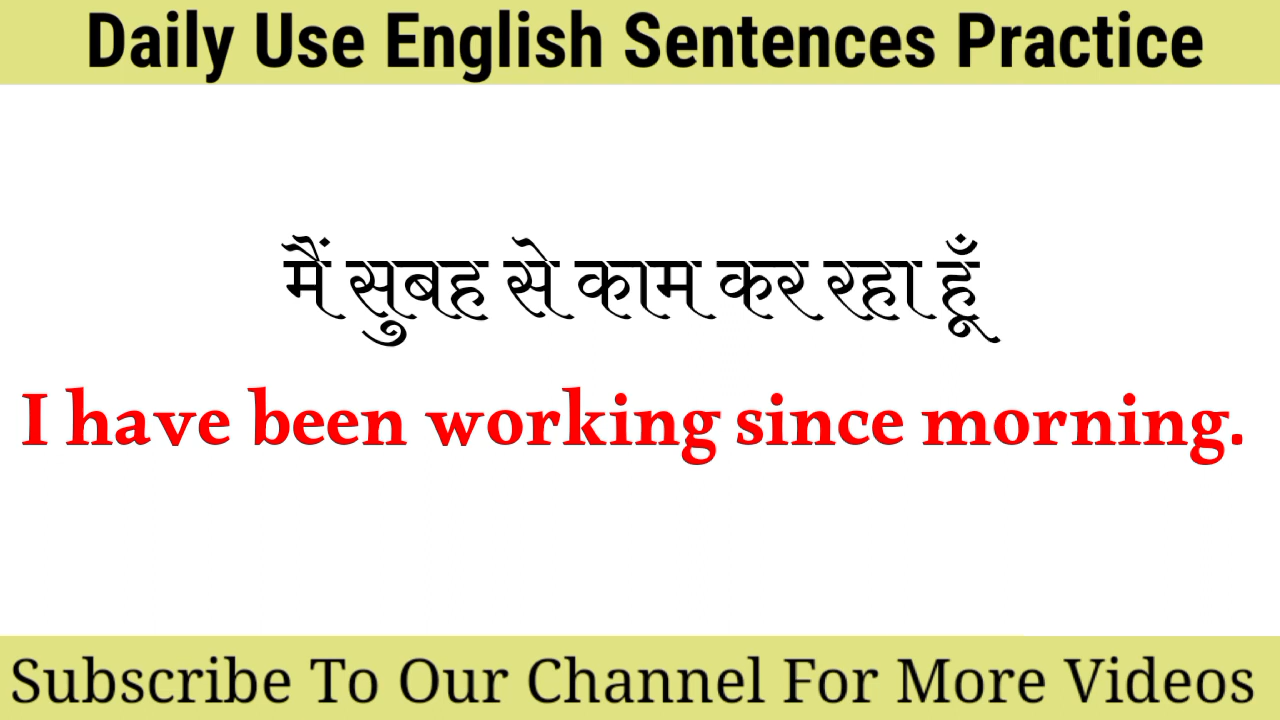 Daily Use English Sentences Practice
मैं सुबह से काम कर रहा हूँ
I have been working since morning.
Subscribe To Our Channel For More Videos